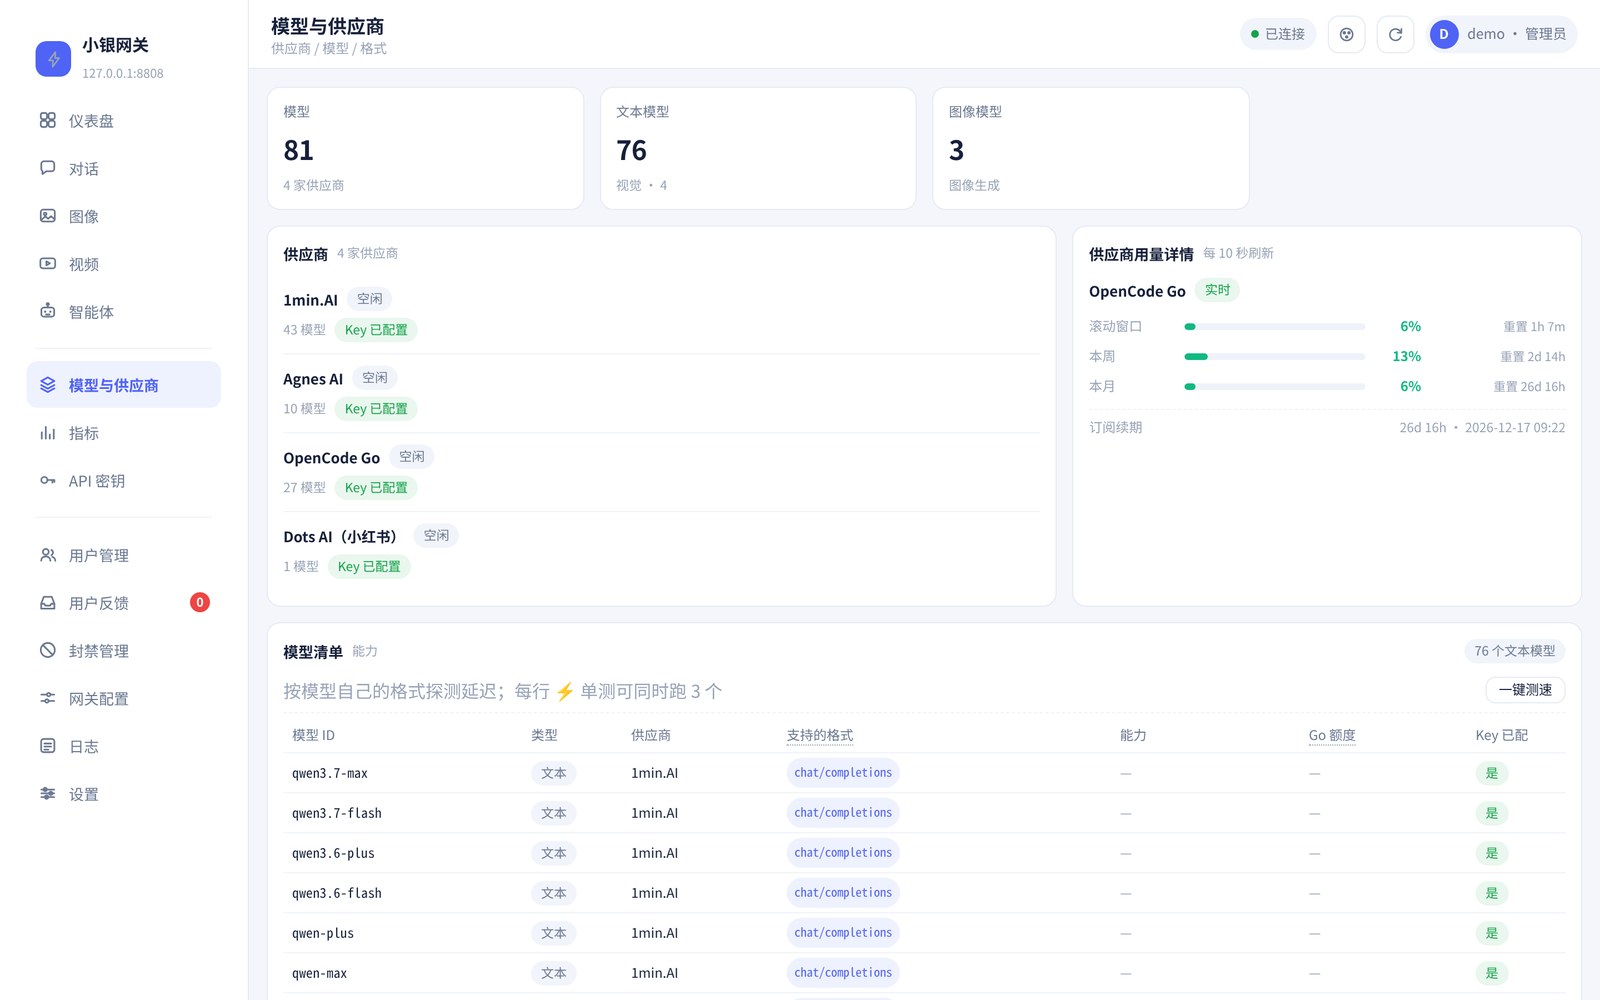 小银网关
127.0.0.1:8808
仪表盘
对话
图像
视频
智能体
模型与供应商
指标
API 密钥
用户管理
用户反馈 0
封禁管理
网关配置
日志
设置
模型与供应商
供应商 / 模型 / 格式
已连接
D demo · 管理员
模型
81
4 家供应商
文本模型
76
视觉 · 4
图像模型
3
图像生成
供应商 4 家供应商
1min.AI 空闲
43 模型 Key 已配置
Agnes AI 空闲
10 模型 Key 已配置
OpenCode Go 空闲
27 模型 Key 已配置
Dots AI（小红书） 空闲
1 模型 Key 已配置
供应商用量详情 每 10 秒刷新
OpenCode Go 实时
滚动窗口 6% 重置 1h 7m
本周 13% 重置 2d 14h
本月 6% 重置 26d 16h
订阅续期 26d 16h · 2026-12-17 09:22
模型清单 能力 76 个文本模型
按模型自己的格式探测延迟；每行 ⚡ 单测可同时跑 3 个 一键测速
模型 ID 类型 供应商 支持的格式 能力 Go 额度 Key 已配
qwen3.7-max 文本 1min.AI chat/completions — — 是
qwen3.7-flash 文本 1min.AI chat/completions — — 是
qwen3.6-plus 文本 1min.AI chat/completions — — 是
qwen3.6-flash 文本 1min.AI chat/completions — — 是
qwen-plus 文本 1min.AI chat/completions — — 是
qwen-max 文本 1min.AI chat/completions — — 是